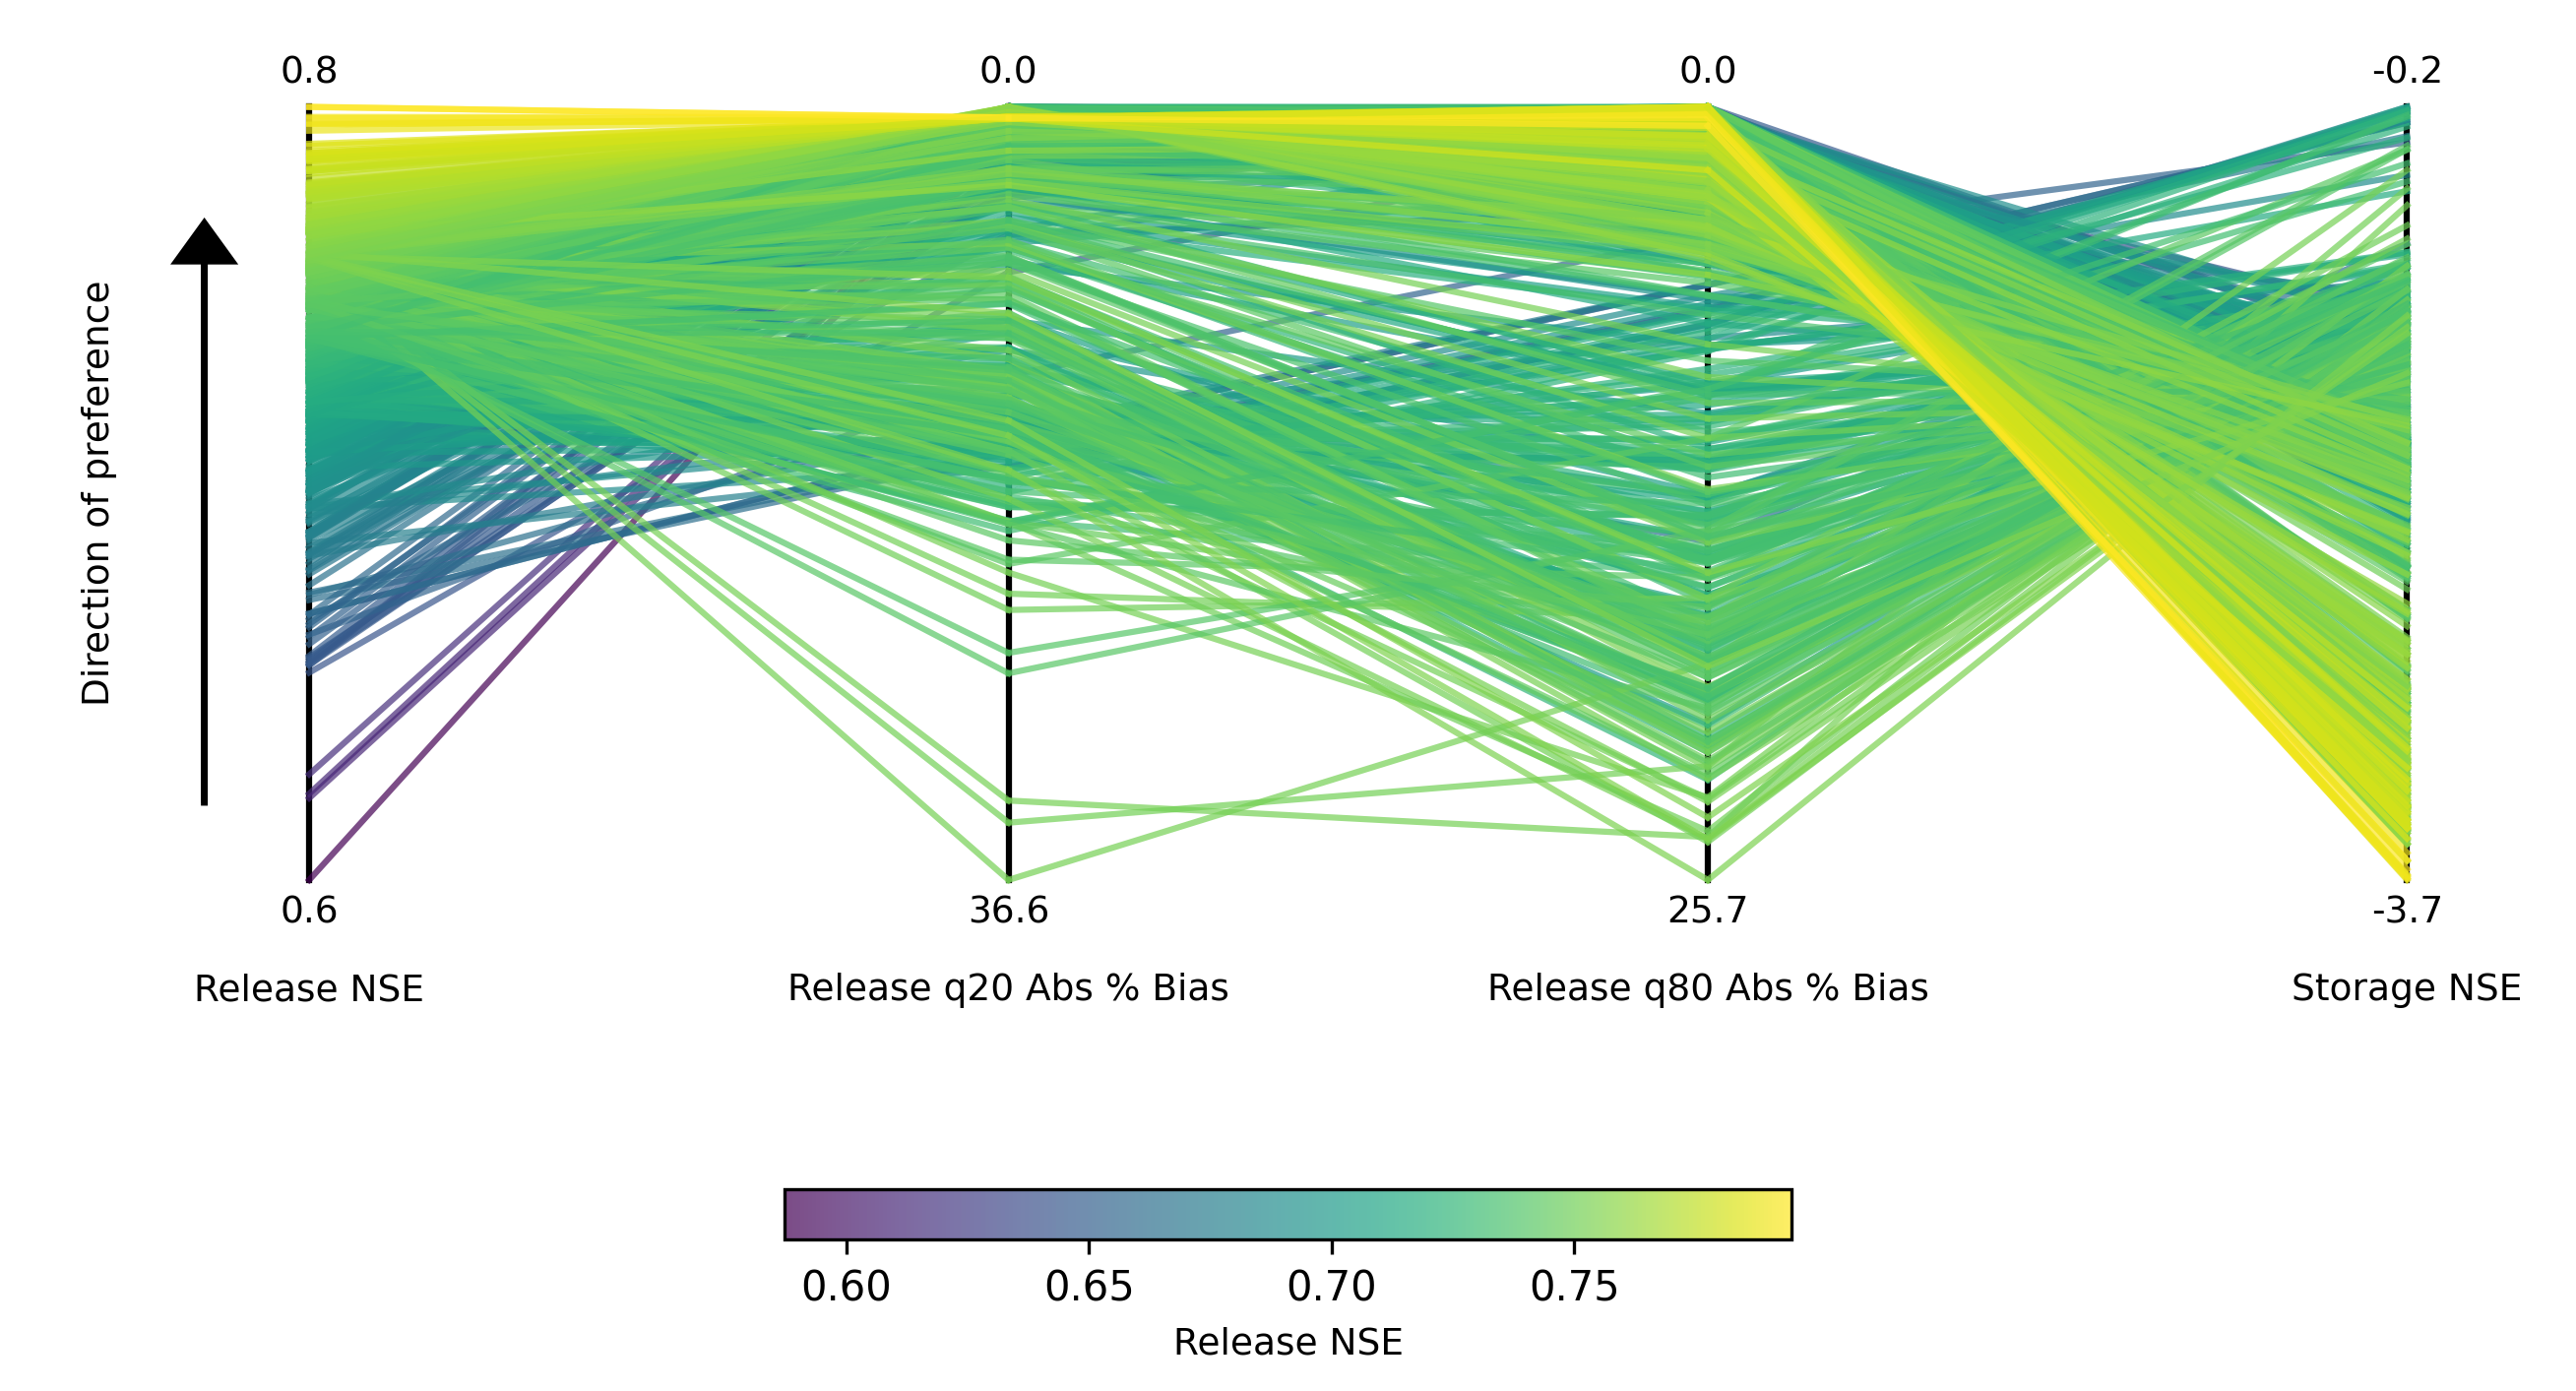 0.8
0.0
0.0
-0.2
Direction of preference
0.6
36.6
25.7
-3.7
Release NSE
Release q20 Abs % Bias
Release q80 Abs % Bias
Storage NSE
0.60
0.65
0.70
0.75
Release NSE